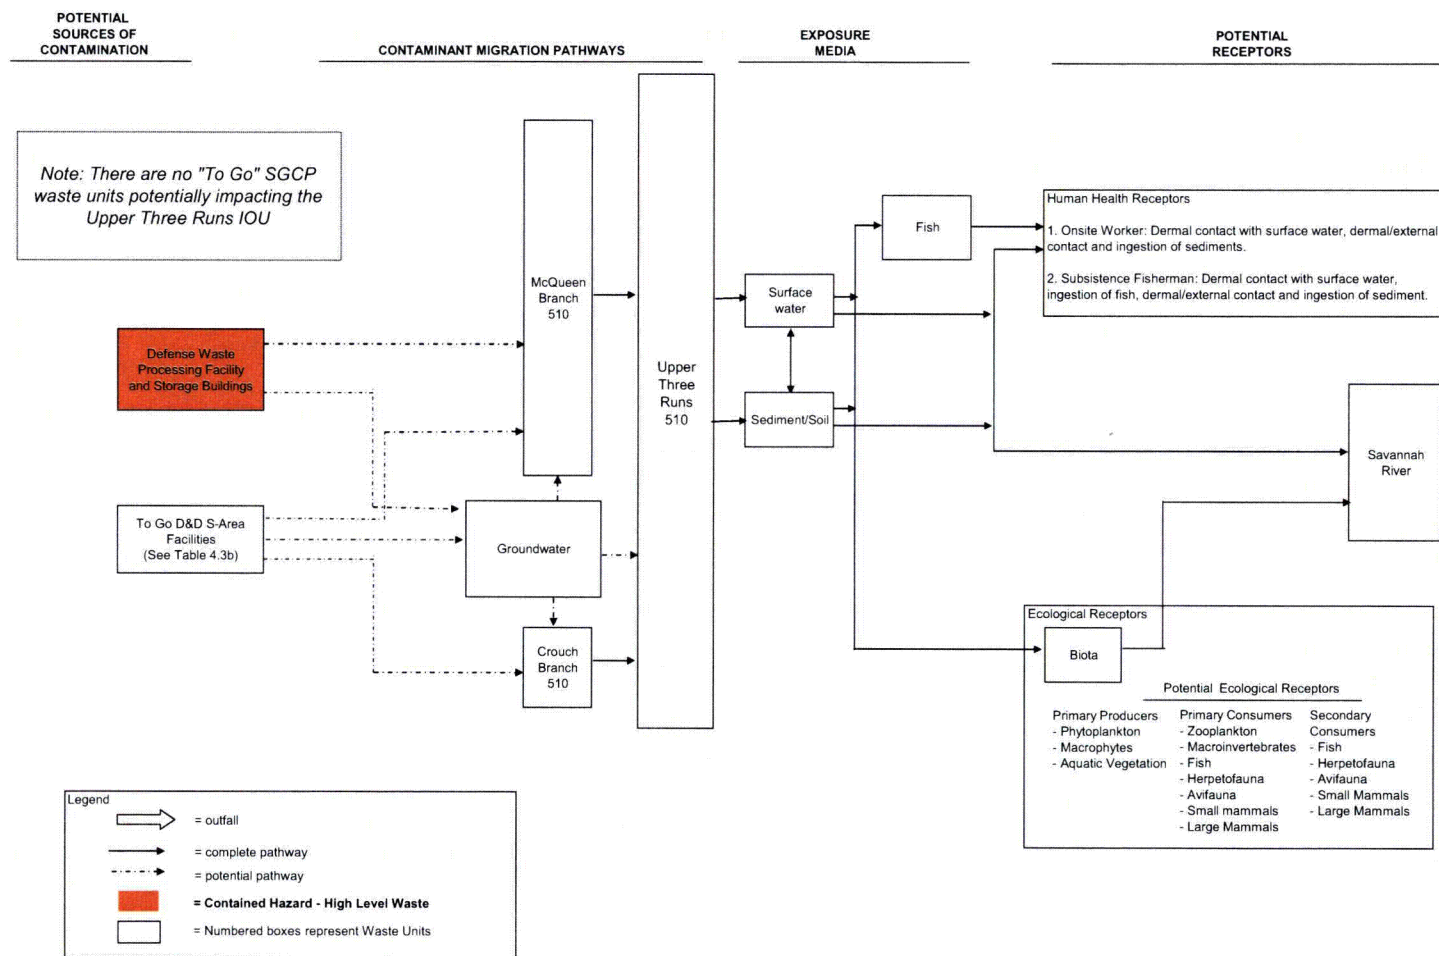 POTENTIAL
SOURCES OF
CONTAMINATION
CONTAMINANT MIGRATION PATHWAYS
EXPOSURE
MEDIA
POTENTIAL
RECEPTORS
Note: There are no "To Go" SGCP
waste units potentially impacting the
Upper Three Runs IOU
Defense Waste
Processing Facility
and Storage Buildings
To Go D&D S-Area
Facilities
(See Table 4.3b)
McQueen
Branch
510
Groundwater
Crouch
Branch
510
Upper
Three
Runs
510
Surface
water
Sediment/Soil
Fish
Human Health Receptors
1. Onsite Worker: Dermal contact with surface water, dermal/external
contact and ingestion of sediments.
2. Subsistence Fisherman: Dermal contact with surface water,
ingestion of fish, dermal/external contact and ingestion of sediment.
Savannah
River
Ecological Receptors
Biota
Potential Ecological Receptors
Primary Producers
- Phytoplankton
- Macrophytes
- Aquatic Vegetation
Primary Consumers
- Zooplankton
- Macroinvertebrates
- Fish
- Herpetofauna
- Avifauna
- Small mammals
- Large Mammals
Secondary
Consumers
- Fish
- Herpetofauna
- Avifauna
- Small Mammals
- Large Mammals
Legend
= outfall
= complete pathway
= potential pathway
= Contained Hazard - High Level Waste
= Numbered boxes represent Waste Units